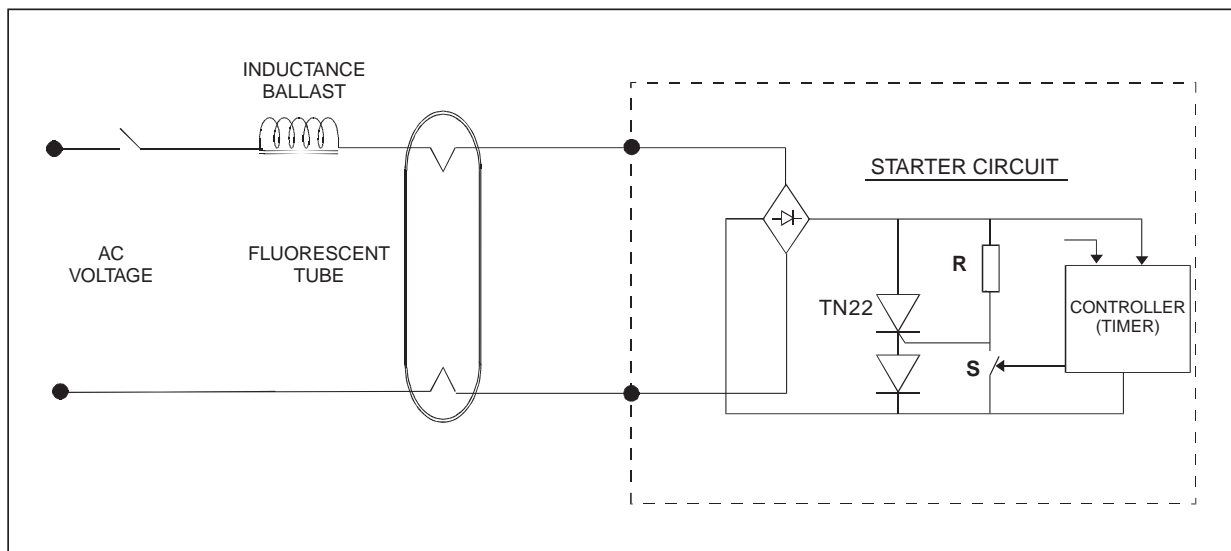 INDUCTANCE
BALLAST
STARTER CIRCUIT
AC
VOLTAGE
FLUORESCENT
TUBE
R
TN22
CONTROLLER
(TIMER)
S